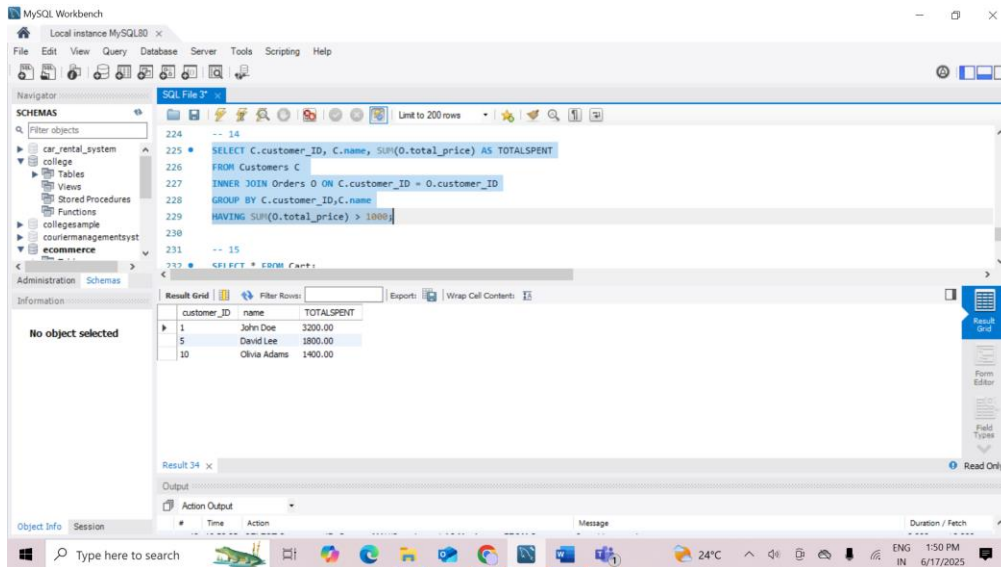 MySQL Workbench
Local instance MySQL80
File Edit View Query Database Server Tools Scripting Help
Navigator
SQL File 3*
SCHEMAS
Limit to 200 rows
Filter objects
224 -- 14
car_rental_system
225 SELECT C.customer_ID, C.name, SUM(O.total_price) AS TOTALSPENT
college
226 FROM Customers C
Tables
227 INNER JOIN Orders O ON C.customer_ID = O.customer_ID
Views
228 GROUP BY C.customer_ID,C.name
Stored Procedures
229 HAVING SUM(O.total_price) > 1000;
Functions
230
collegesample
231 -- 15
couriermanagementsyst
232 SELECT * FROM Cart;
ecommerce
Administration Schemas
Information
Result Grid Filter Rows: Export: Wrap Cell Content:
No object selected
customer_ID name TOTALSPENT
1 John Doe 3200.00
5 David Lee 1800.00
10 Olivia Adams 1400.00
Result Grid
Form Editor
Field Types
Result 34
Read Only
Output
Action Output
# Time Action Message Duration / Fetch
Object Info Session
Type here to search
24°C
ENG 1:50 PM
IN 6/17/2025